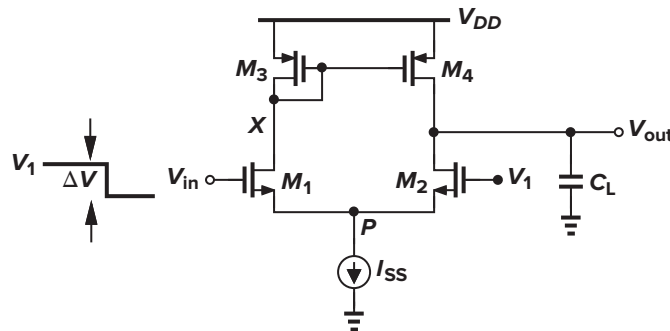 V_DD
M_3
M_4
X
V_out
V_1
ΔV
V_in
M_1
M_2
V_1
C_L
P
I_SS